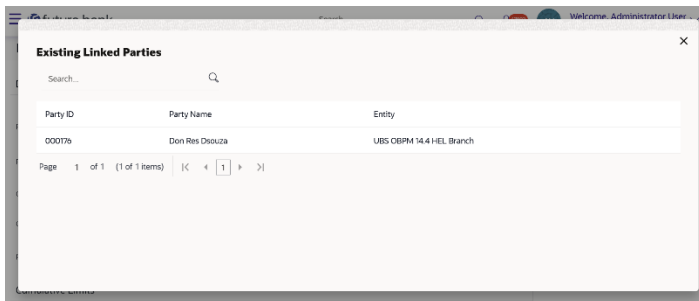 future bank Search Welcome, Administrator User
Existing Linked Parties
Search...
Party ID Party Name Entity
000176 Don Res Dsouza UBS OBPM 14.4 HEL Branch
Page 1 of 1 (1 of 1 items) 1
Cumulative Limits